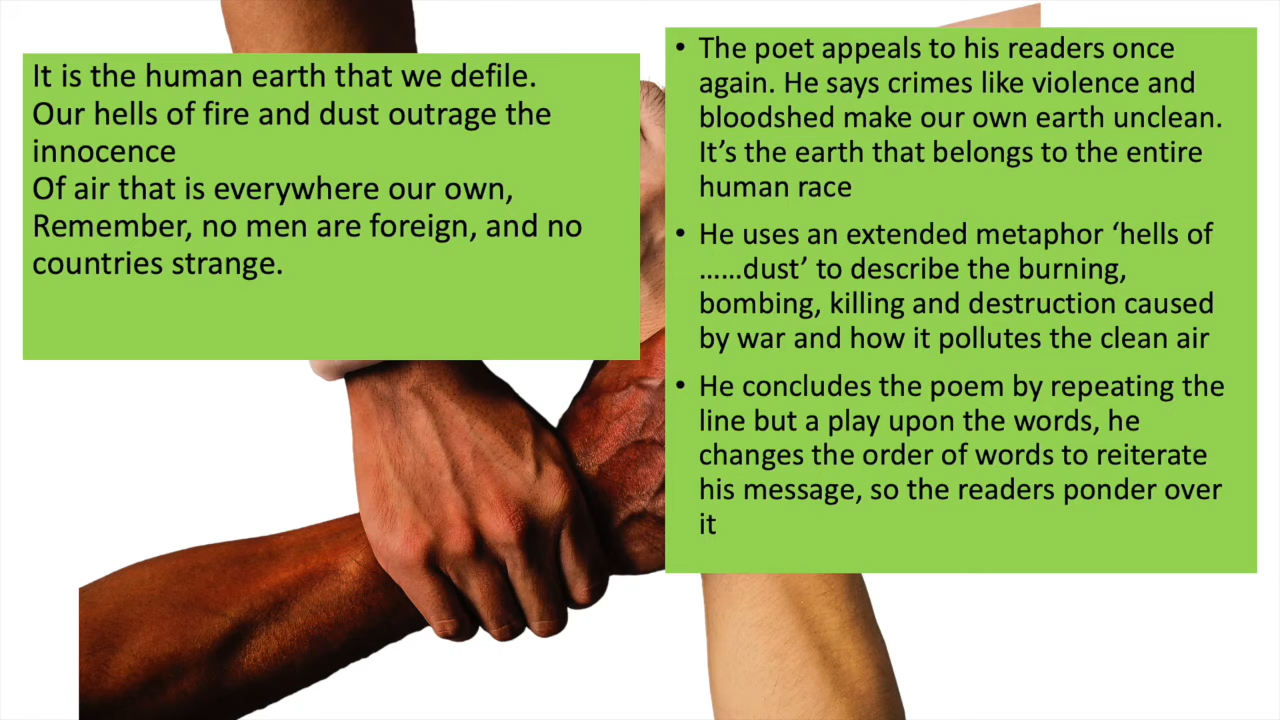 It is the human earth that we defile.
Our hells of fire and dust outrage the
innocence
Of air that is everywhere our own,
Remember, no men are foreign, and no
countries strange.
• The poet appeals to his readers once
again. He says crimes like violence and
bloodshed make our own earth unclean.
It’s the earth that belongs to the entire
human race
• He uses an extended metaphor ‘hells of
……dust’ to describe the burning,
bombing, killing and destruction caused
by war and how it pollutes the clean air
• He concludes the poem by repeating the
line but a play upon the words, he
changes the order of words to reiterate
his message, so the readers ponder over
it